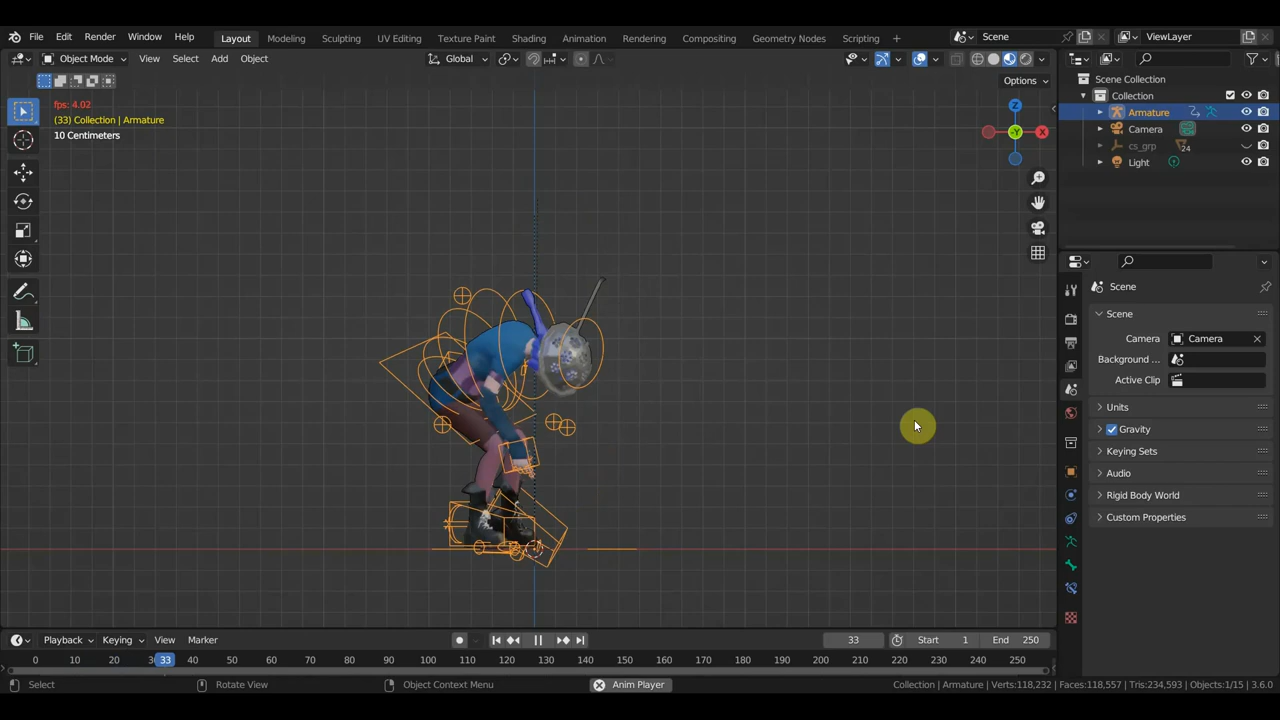 File Edit Render Window Help Layout Modeling Sculpting UV Editing Texture Paint Shading Animation Rendering Compositing Geometry Nodes Scripting + Scene ViewLayer
Object Mode View Select Add Object Global
Options
fps: 4.02
(33) Collection | Armature
10 Centimeters
Z
-Y
X
Scene Collection
Collection
Armature
Camera
cs_grp 24
Light
Scene
Scene
Camera Camera
Background ...
Active Clip
Units
Gravity
Keying Sets
Audio
Rigid Body World
Custom Properties
Playback Keying View Marker 33 Start 1 End 250
0 10 20 33 40 50 60 70 80 90 100 110 120 130 140 150 160 170 180 190 200 210 220 230 240 250
Select Rotate View Object Context Menu Anim Player Collection | Armature | Verts:118,232 | Faces:118,557 | Tris:234,593 | Objects:1/15 | 3.6.0